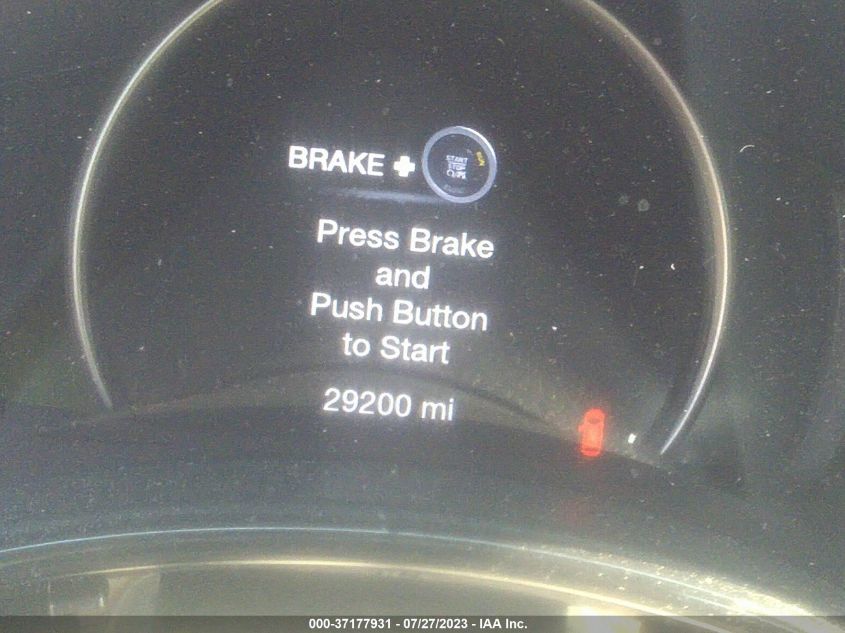 BRAKE +
START
STOP
RUN
Press Brake
and
Push Button
to Start
29200 mi
000-37177931 - 07/27/2023 - IAA Inc.